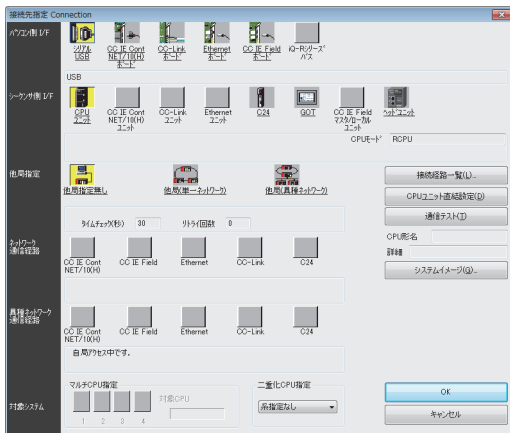 接続先指定 Connection
パソコン側 I/F
シリアル
USB
CC IE Cont
NET/10(H)
ボード
CC-Link
ボード
Ethernet
ボード
CC IE Field
ボード
iQ-Rシリーズ
バス
USB
シーケンサ側 I/F
CPU
ユニット
CC IE Cont
NET/10(H)
ユニット
CC-Link
ユニット
Ethernet
ユニット
C24
GOT
CC IE Field
マスタ/ローカル
ユニット
ヘッドユニット
CPUモード RCPU
他局指定
他局指定無し
他局(単一ネットワーク)
他局(異種ネットワーク)
タイムチェック(秒) 30 リトライ回数 0
接続経路一覧(L)...
CPUユニット直結設定(D)
通信テスト(T)
CPU形名
詳細
システムイメージ(G)...
ネットワーク
通信経路
CC IE Cont
NET/10(H)
CC IE Field
Ethernet
CC-Link
C24
異種ネットワーク
通信経路
CC IE Cont
NET/10(H)
CC IE Field
Ethernet
CC-Link
C24
自局アクセス中です.
対象システム
マルチCPU指定
1 2 3 4
対象CPU
二重化CPU指定
系指定なし
OK
キャンセル